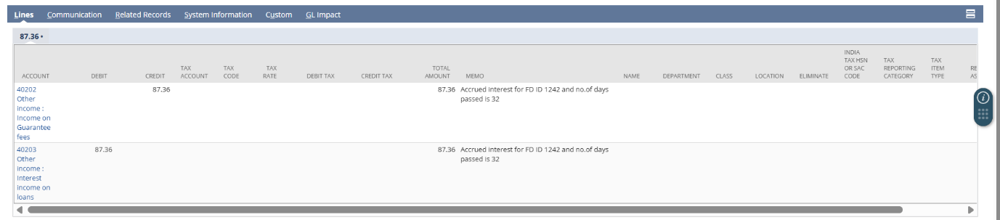 Lines Communication Related Records System Information Custom GL Impact
87.36 •
ACCOUNT DEBIT CREDIT TAX ACCOUNT TAX CODE TAX RATE DEBIT TAX CREDIT TAX TOTAL AMOUNT MEMO NAME DEPARTMENT CLASS LOCATION ELIMINATE INDIA TAX HSN OR SAC CODE TAX REPORTING CATEGORY TAX ITEM TYPE RE AS
40202 87.36 87.36 Accrued interest for FD ID 1242 and no.of days
Other passed is 32
income :
Income on
Guarantee
fees
40203 87.36 87.36 Accrued interest for FD ID 1242 and no.of days
Other passed is 32
income :
Interest
income on
loans